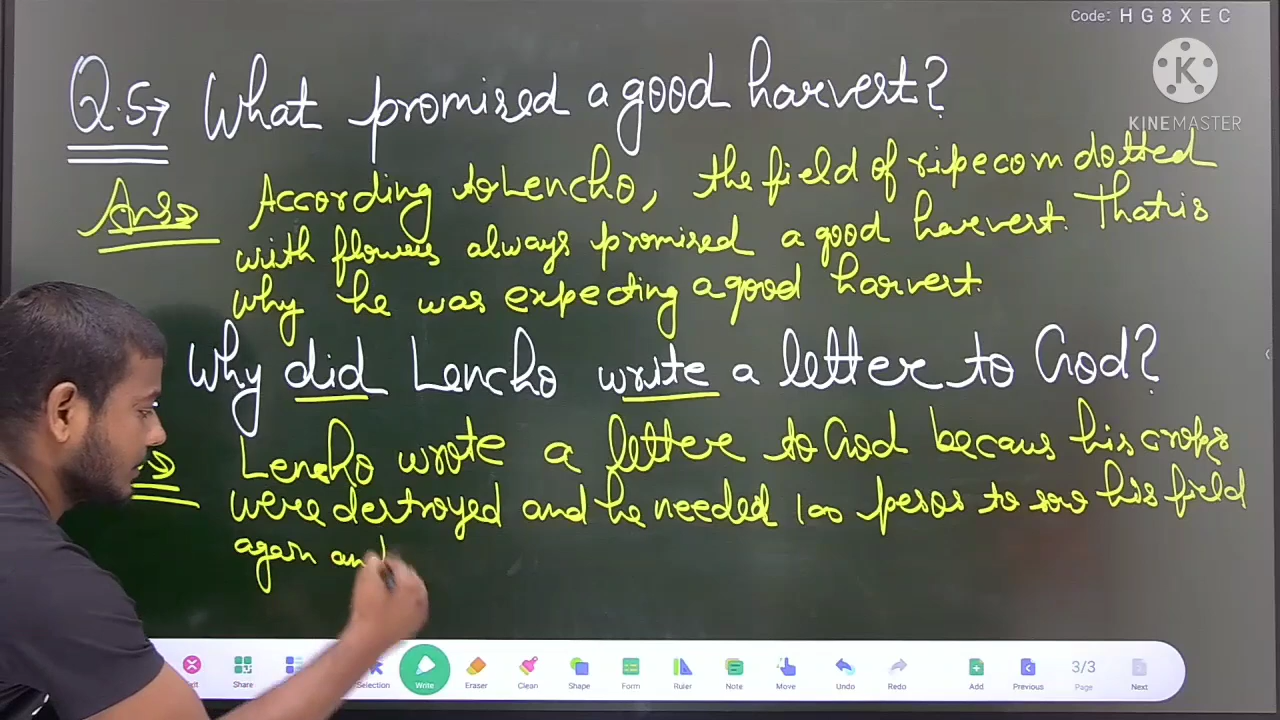 Code: HG8XEC
KINEMASTER
Q.5→ What promised a good harvest?
Ans→ According to Lencho, the field of ripe corn dotted
with flowers always promised a good harvest. That is
why he was expecting a good harvest.
Why did Lencho write a letter to God?
Lencho wrote a letter to God becaus his crops
were destroyed and he needed 100 pesos to sow his field
again an
Share
Selection
Write
Eraser
Clean
Shape
Form
Ruler
Note
Move
Undo
Redo
Add
Previous
3/3
Page
Next